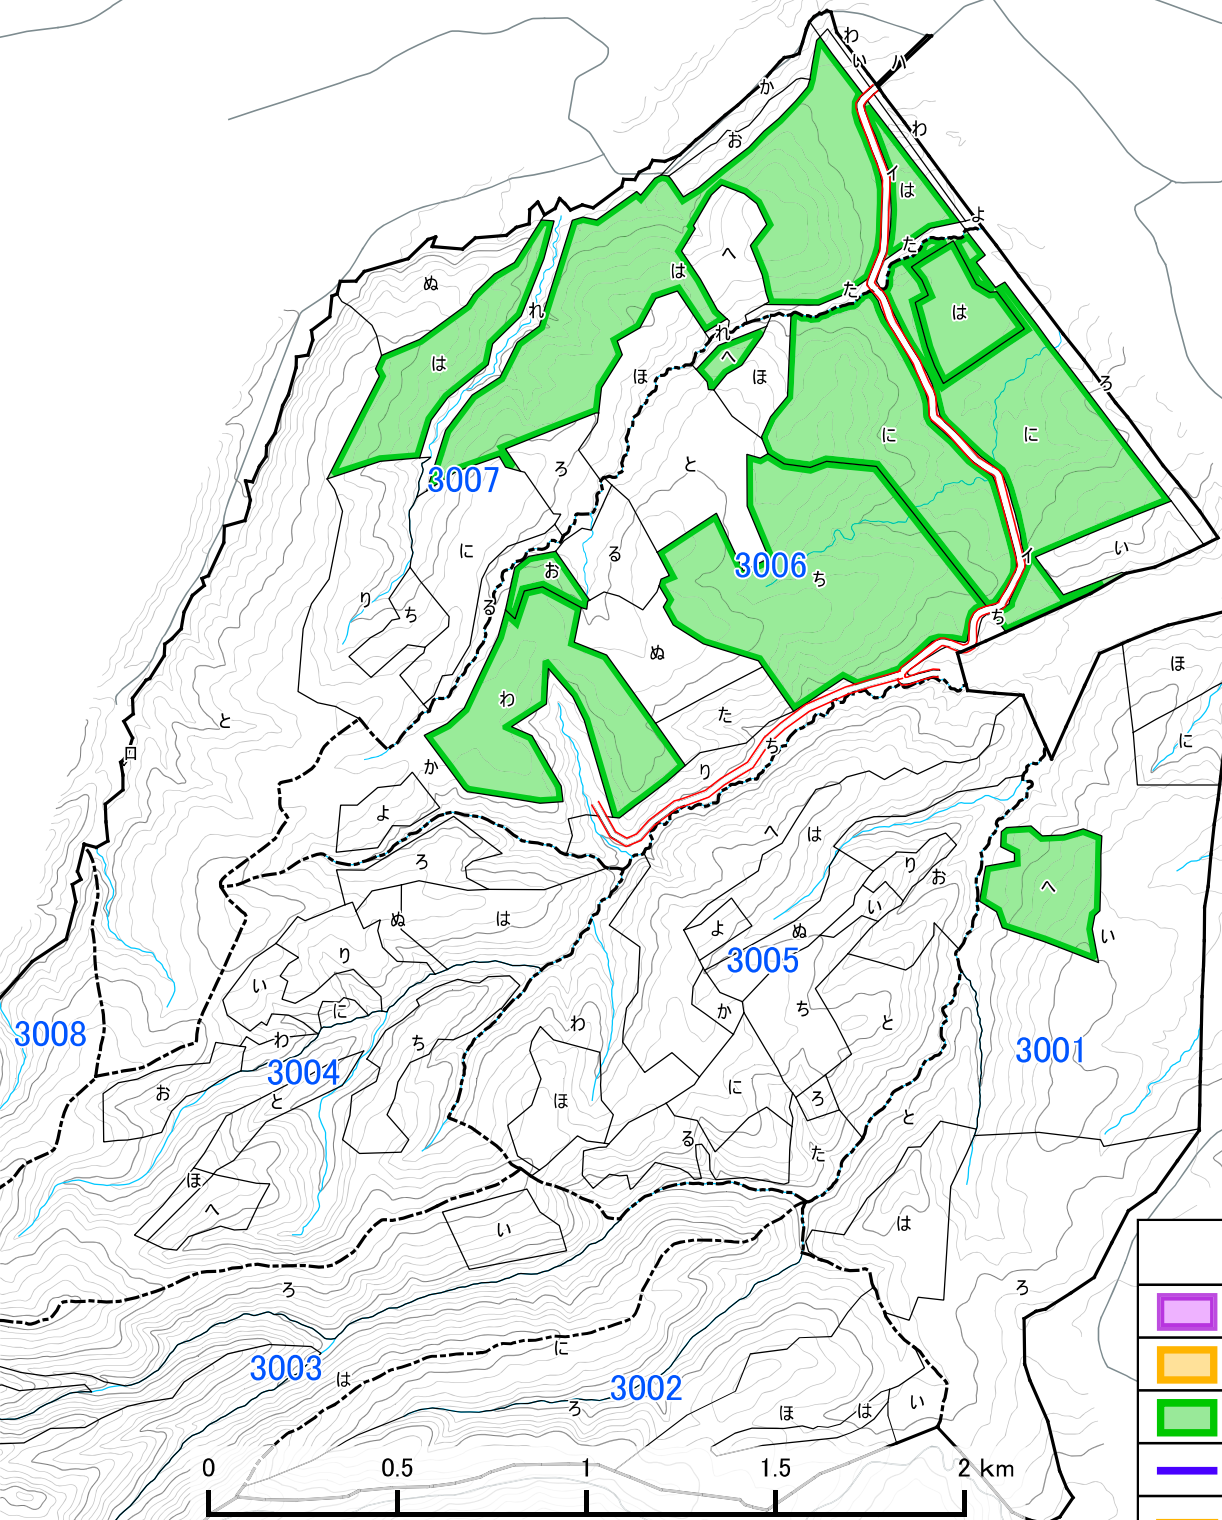 わ
い
ハ
か
わ
お
イ
は
よ
た
へ
は
ぬ
た
は
れ
れ
は
へ
ろ
ほ
ほ
に
に
と
ろ
3007
い
に
る
3006
ち
イ
お
り
ち
る
ち
ぬ
ほ
わ
た
と
に
ロ
ち
か
り
よ
へ
は
ろ
り
お
へ
ぬ
は
い
よ
ぬ
い
り
3005
い
に
か
ち
と
わ
3008
わ
ち
3001
3004
お
と
ほ
に
ろ
と
る
た
ほ
へ
い
は
ろ
ろ
に
3003
は
3002
ろ
ほ
は
い
0 0.5 1 1.5 2 km